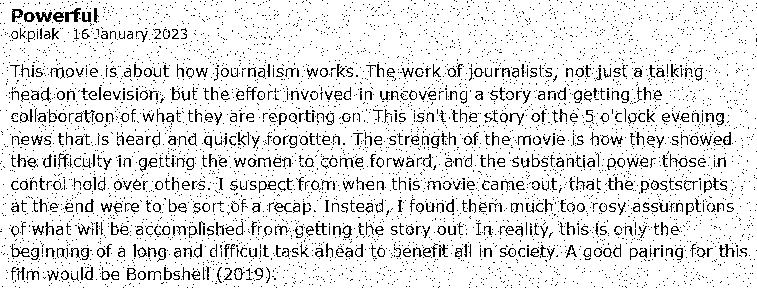 Powerful
okpilak 16 January 2023
This movie is about how journalism works. The work of journalists, not just a talking
head on television, but the effort involved in uncovering a story and getting the
collaboration of what they are reporting on. This isn't the story of the 5 o'clock evening
news that is heard and quickly forgotten. The strength of the movie is how they showed
the difficulty in getting the women to come forward, and the substantial power those in
control hold over others. I suspect from when this movie came out, that the postscripts
at the end were to be sort of a recap. Instead, I found them much too rosy assumptions
of what will be accomplished from getting the story out. In reality, this is only the
beginning of a long and difficult task ahead to benefit all in society. A good pairing for this
film would be Bombshell (2019).